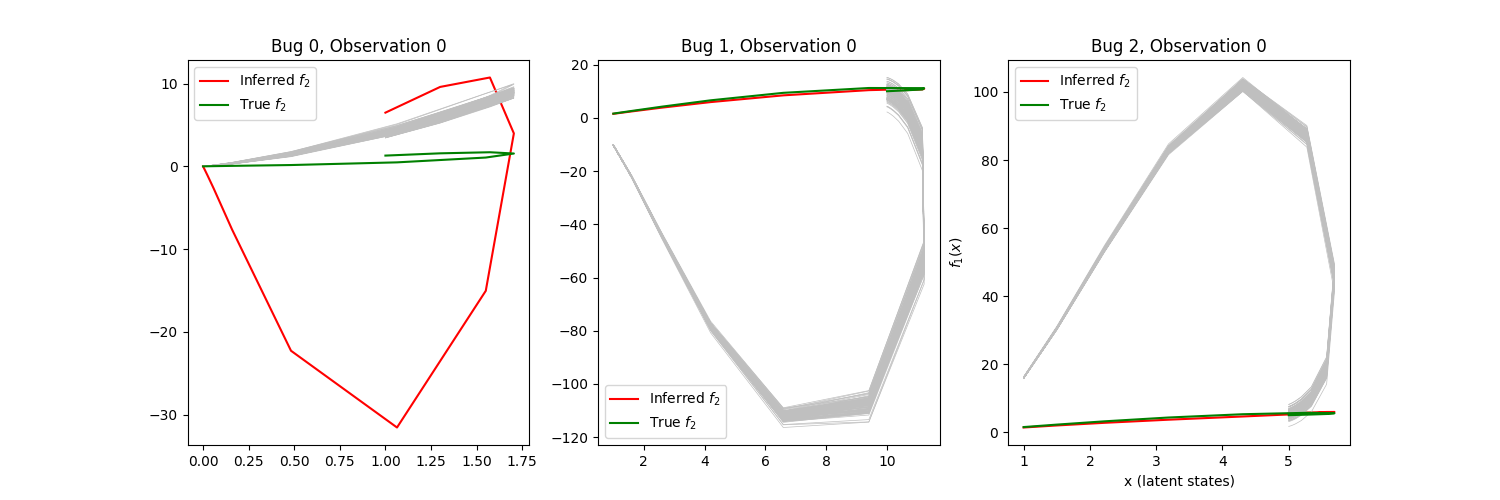 Bug 0, Observation 0
Inferred f₂
True f₂
10
0
−10
−20
−30
0.00 0.25 0.50 0.75 1.00 1.25 1.50 1.75
Bug 1, Observation 0
20
0
−20
−40
−60
−80
−100
−120
Inferred f₂
True f₂
2 4 6 8 10
Bug 2, Observation 0
Inferred f₂
True f₂
f₁(x)
100
80
60
40
20
0
1 2 3 4 5
x (latent states)